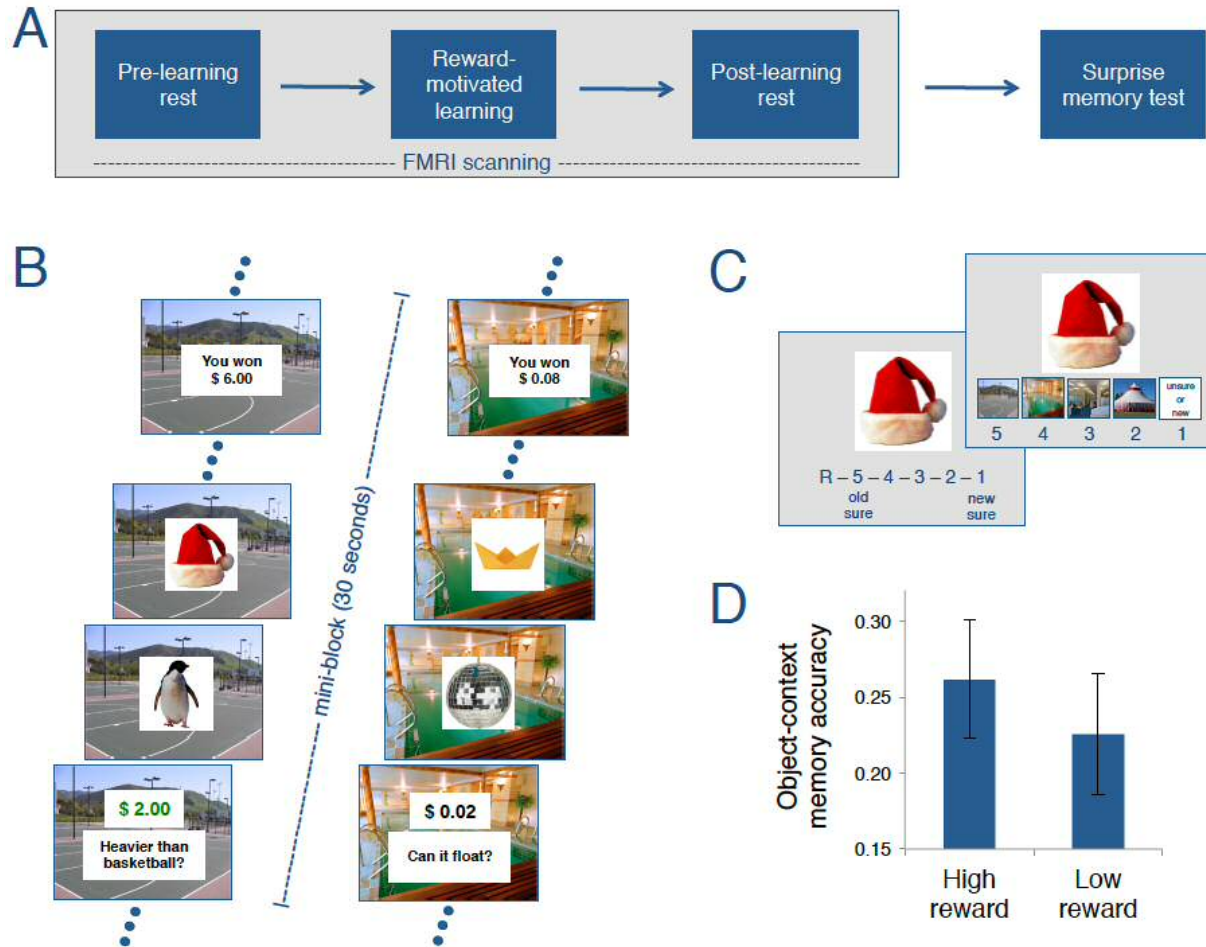 A
Pre-learning
rest
Reward-
motivated
learning
Post-learning
rest
Surprise
memory test
FMRI scanning
B
You won
$ 6.00
You won
$ 0.08
mini-block (30 seconds)
$ 2.00
Heavier than
basketball?
$ 0.02
Can it float?
C
R – 5 – 4 – 3 – 2 – 1
old
sure
new
sure
unsure
or
new
5 4 3 2 1
D
Object-context
memory accuracy
0.30
0.25
0.20
0.15
High
reward
Low
reward